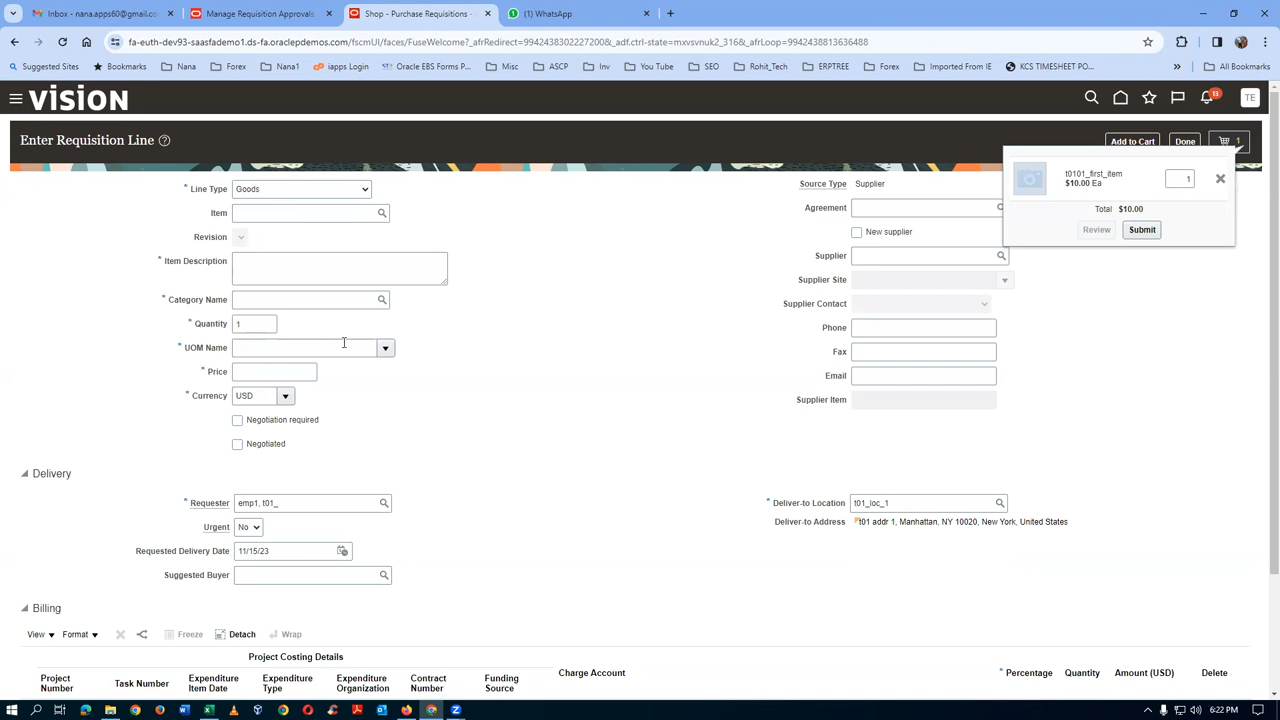 Inbox - nana.apps60@gmail.co
Manage Requisition Approvals
Shop - Purchase Requisitions -
(1) WhatsApp
fa-euth-dev93-saasfademo1.ds-fa.oraclepdemos.com/fscmUI/faces/FuseWelcome?_afrRedirect=99424383022272​00&_adf.ctrl-state=mxvsvnuk2_316&_afrLoop=9942438813636488
Suggested Sites
Bookmarks
Nana
Forex
iapps Login
Oracle EBS Forms P...
Misc
ASCP
Inv
You Tube
SEO
Rohit_Tech
ERPTREE
Forex
Imported From IE
KCS TIMESHEET PO...
All Bookmarks
VISION
13
TE
Enter Requisition Line
Add to Cart
Done
1
t0101_first_item
$10.00 Ea
1
Total $10.00
Review
Submit
* Line Type Goods
Item
Revision
* Item Description
* Category Name
* Quantity 1
* UOM Name
* Price
* Currency USD
Negotiation required
Negotiated
Source Type Supplier
Agreement
New supplier
Supplier
Supplier Site
Supplier Contact
Phone
Fax
Email
Supplier Item
Delivery
* Requester emp1, t01_
Urgent No
Requested Delivery Date 11/15/23
Suggested Buyer
* Deliver-to Location t01_loc_1
Deliver-to Address t01 addr 1, Manhattan, NY 10020, New York, United States
Billing
View
Format
Freeze
Detach
Wrap
Project Costing Details
Project Number
Task Number
Expenditure Item Date
Expenditure Type
Expenditure Organization
Contract Number
Funding Source
Charge Account
* Percentage
Quantity
Amount (USD)
Delete
6:22 PM